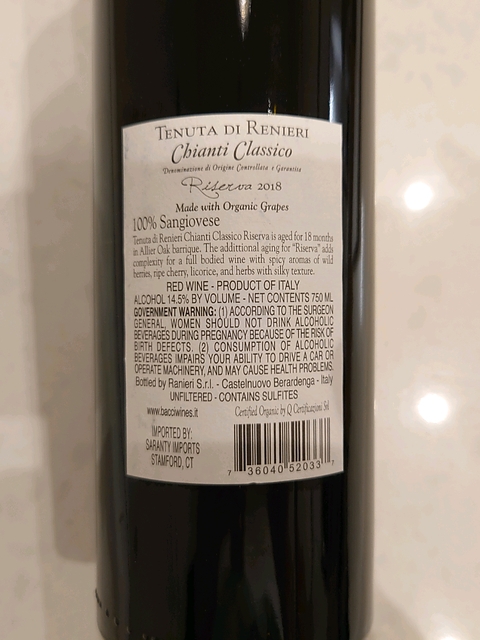 TENUTA DI RENIERI
Chianti Classico
Denominazione di Origine Controllata e Garantita
Riserva 2018
Made with Organic Grapes
100% Sangiovese
Tenuta di Renieri Chianti Classico Riserva is aged for 18 months
in Allier Oak barrique. The addittional aging for "Riserva" adds
complexity for a full bodied wine with spicy aromas of wild
berries, ripe cherry, licorice, and herbs with silky texture.
RED WINE - PRODUCT OF ITALY
ALCOHOL 14.5% BY VOLUME - NET CONTENTS 750 ML
GOVERNMENT WARNING: (1) ACCORDING TO THE SURGEON
GENERAL, WOMEN SHOULD NOT DRINK ALCOHOLIC
BEVERAGES DURING PREGNANCY BECAUSE OF THE RISK OF
BIRTH DEFECTS. (2) CONSUMPTION OF ALCOHOLIC
BEVERAGES IMPAIRS YOUR ABILITY TO DRIVE A CAR OR
OPERATE MACHINERY, AND MAY CAUSE HEALTH PROBLEMS.
Bottled by Ranieri S.r.l. - Castelnuovo Berardenga - Italy
UNFILTERED - CONTAINS SULFITES
www.bacciwines.it Certified Organic by Q Certificazioni Srl
IMPORTED BY:
SARANTY IMPORTS
STAMFORD, CT
7 36040 52033 7